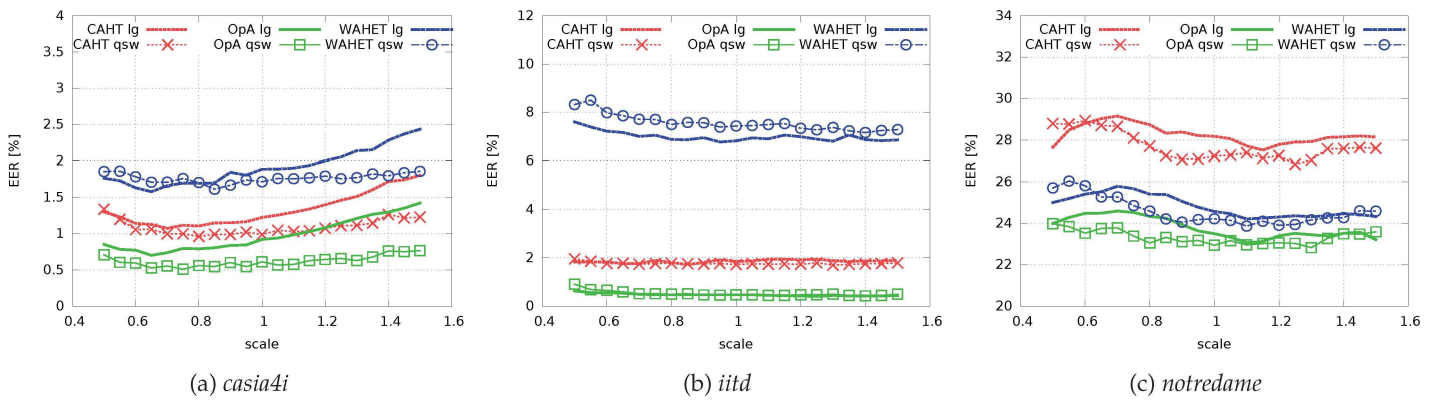 EER [%]
4
3.5
3
2.5
2
1.5
1
0.5
0
0.4 0.6 0.8 1 1.2 1.4 1.6
scale
CAHT lg OpA lg WAHET lg
CAHT qsw OpA qsw WAHET qsw
(a) casia4i
EER [%]
12
10
8
6
4
2
0
0.4 0.6 0.8 1 1.2 1.4 1.6
scale
CAHT lg OpA lg WAHET lg
CAHT qsw OpA qsw WAHET qsw
(b) iitd
EER [%]
34
32
30
28
26
24
22
20
0.4 0.6 0.8 1 1.2 1.4 1.6
scale
CAHT lg OpA lg WAHET lg
CAHT qsw OpA qsw WAHET qsw
(c) notredame